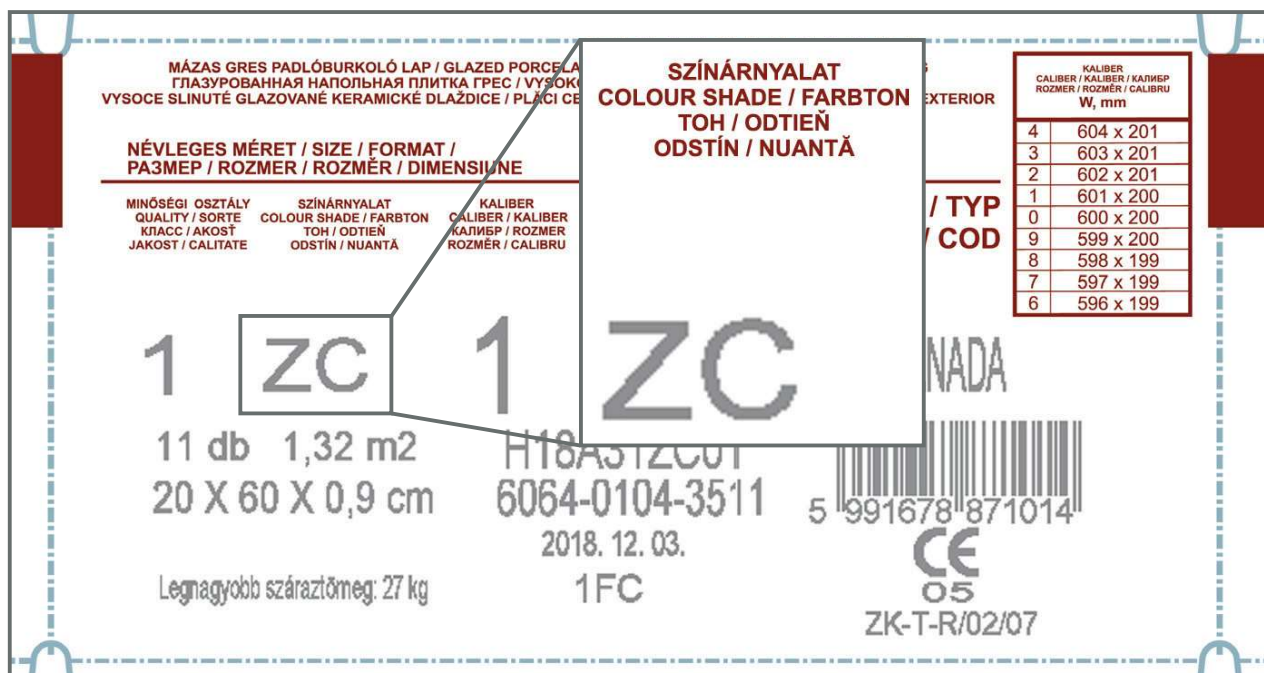 MÁZAS GRES PADLÓBURKOLÓ LAP / GLAZED PORCELA
ГЛАЗУРОВАННАЯ НАПОЛЬНАЯ ПЛИТКА ГРЕС /
VYSOCE SLINUTÉ GLAZOVANÉ KERAMICKÉ DLAŽDICE / PLĂCI CE EXTERIOR
NÉVLEGES MÉRET / SIZE / FORMAT /
РАЗМЕР / ROZMER / ROZMĚR / DIMENSIUNE
MINŐSÉGI OSZTÁLY
QUALITY / SORTE
КЛАСС / AKOSŤ
JAKOST / CALITATE
SZÍNÁRNYALAT
COLOUR SHADE / FARBTON
ТОН / ODTIEŇ
ODSTÍN / NUANTĂ
KALIBER
CALIBER / KALIBER
КАЛИБР / ROZMER
ROZMĚR / CALIBRU
SZÍNÁRNYALAT
COLOUR SHADE / FARBTON
ТОН / ODTIEŇ
ODSTÍN / NUANTĂ
ZC
/ TYP
/ COD
KALIBER
CALIBER / KALIBER / КАЛИБР
ROZMER / ROZMĚR / CALIBRU
W, mm
4 604 x 201
3 603 x 201
2 602 x 201
1 601 x 200
0 600 x 200
9 599 x 200
8 598 x 199
7 597 x 199
6 596 x 199
1 ZC 1 NADA
11 db 1,32 m2
20 X 60 X 0,9 cm
H18A31ZC01
6064-0104-3511
2018. 12. 03.
1FC
Legnagyobb száraztömeg: 27 kg
5 991678 871014
CE
05
ZK-T-R/02/07